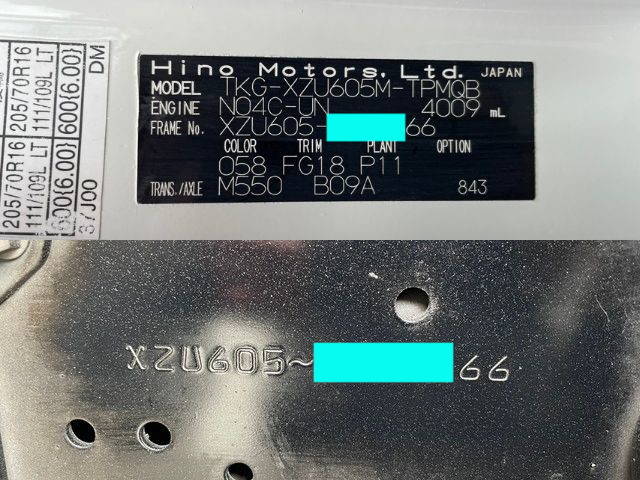 205/70R16 205/70R16
111/109L LT 111/109L LT
600(6.00) 600(6.00)
37J00 DM
Hino Motors, Ltd. JAPAN
MODEL TKG-XZU605M-TPMQB
ENGINE N04C-UN 4009 mL
FRAME No. XZU605- 66
COLOR TRIM PLANT OPTION
058 FG18 P11
TRANS./AXLE M550 B09A 843
XZU605~ 66